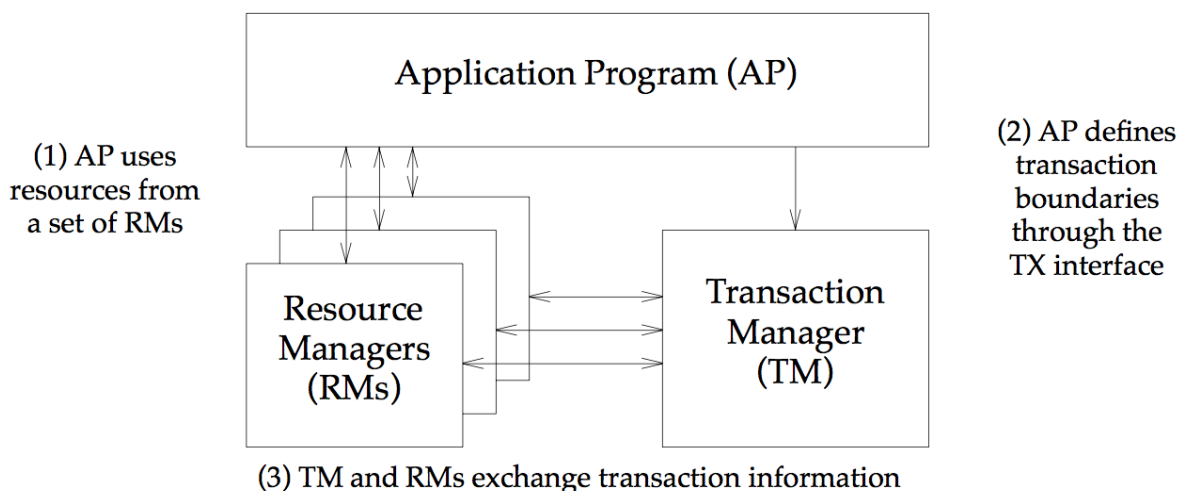 Application Program (AP)
(1) AP uses
resources from
a set of RMs
(2) AP defines
transaction
boundaries
through the
TX interface
Resource
Managers
(RMs)
Transaction
Manager
(TM)
(3) TM and RMs exchange transaction information